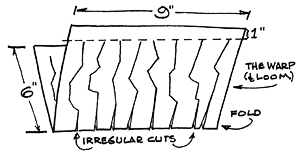 9"
1"
6"
THE WARP
(& LOOM)
FOLD
IRREGULAR CUTS